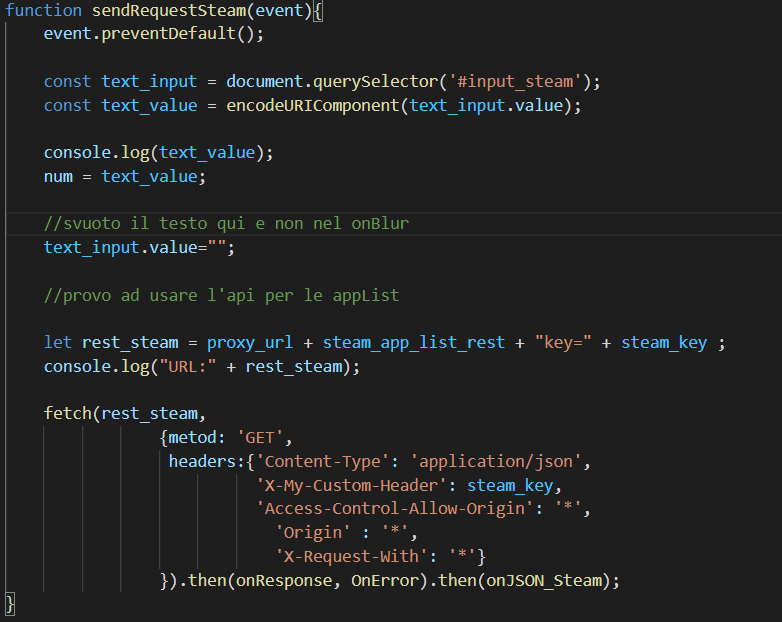 function sendRequestSteam(event){
event.preventDefault();
const text_input = document.querySelector('#input_steam');
const text_value = encodeURIComponent(text_input.value);
console.log(text_value);
num = text_value;
//svuoto il testo qui e non nel onBlur
text_input.value="";
//provo ad usare l'api per le appList
let rest_steam = proxy_url + steam_app_list_rest + "key=" + steam_key ;
console.log("URL:" + rest_steam);
fetch(rest_steam,
{metod: 'GET',
headers:{'Content-Type': 'application/json',
'X-My-Custom-Header': steam_key,
'Access-Control-Allow-Origin': '*',
'Origin' : '*',
'X-Request-With': '*'}
}).then(onResponse, OnError).then(onJSON_Steam);
}